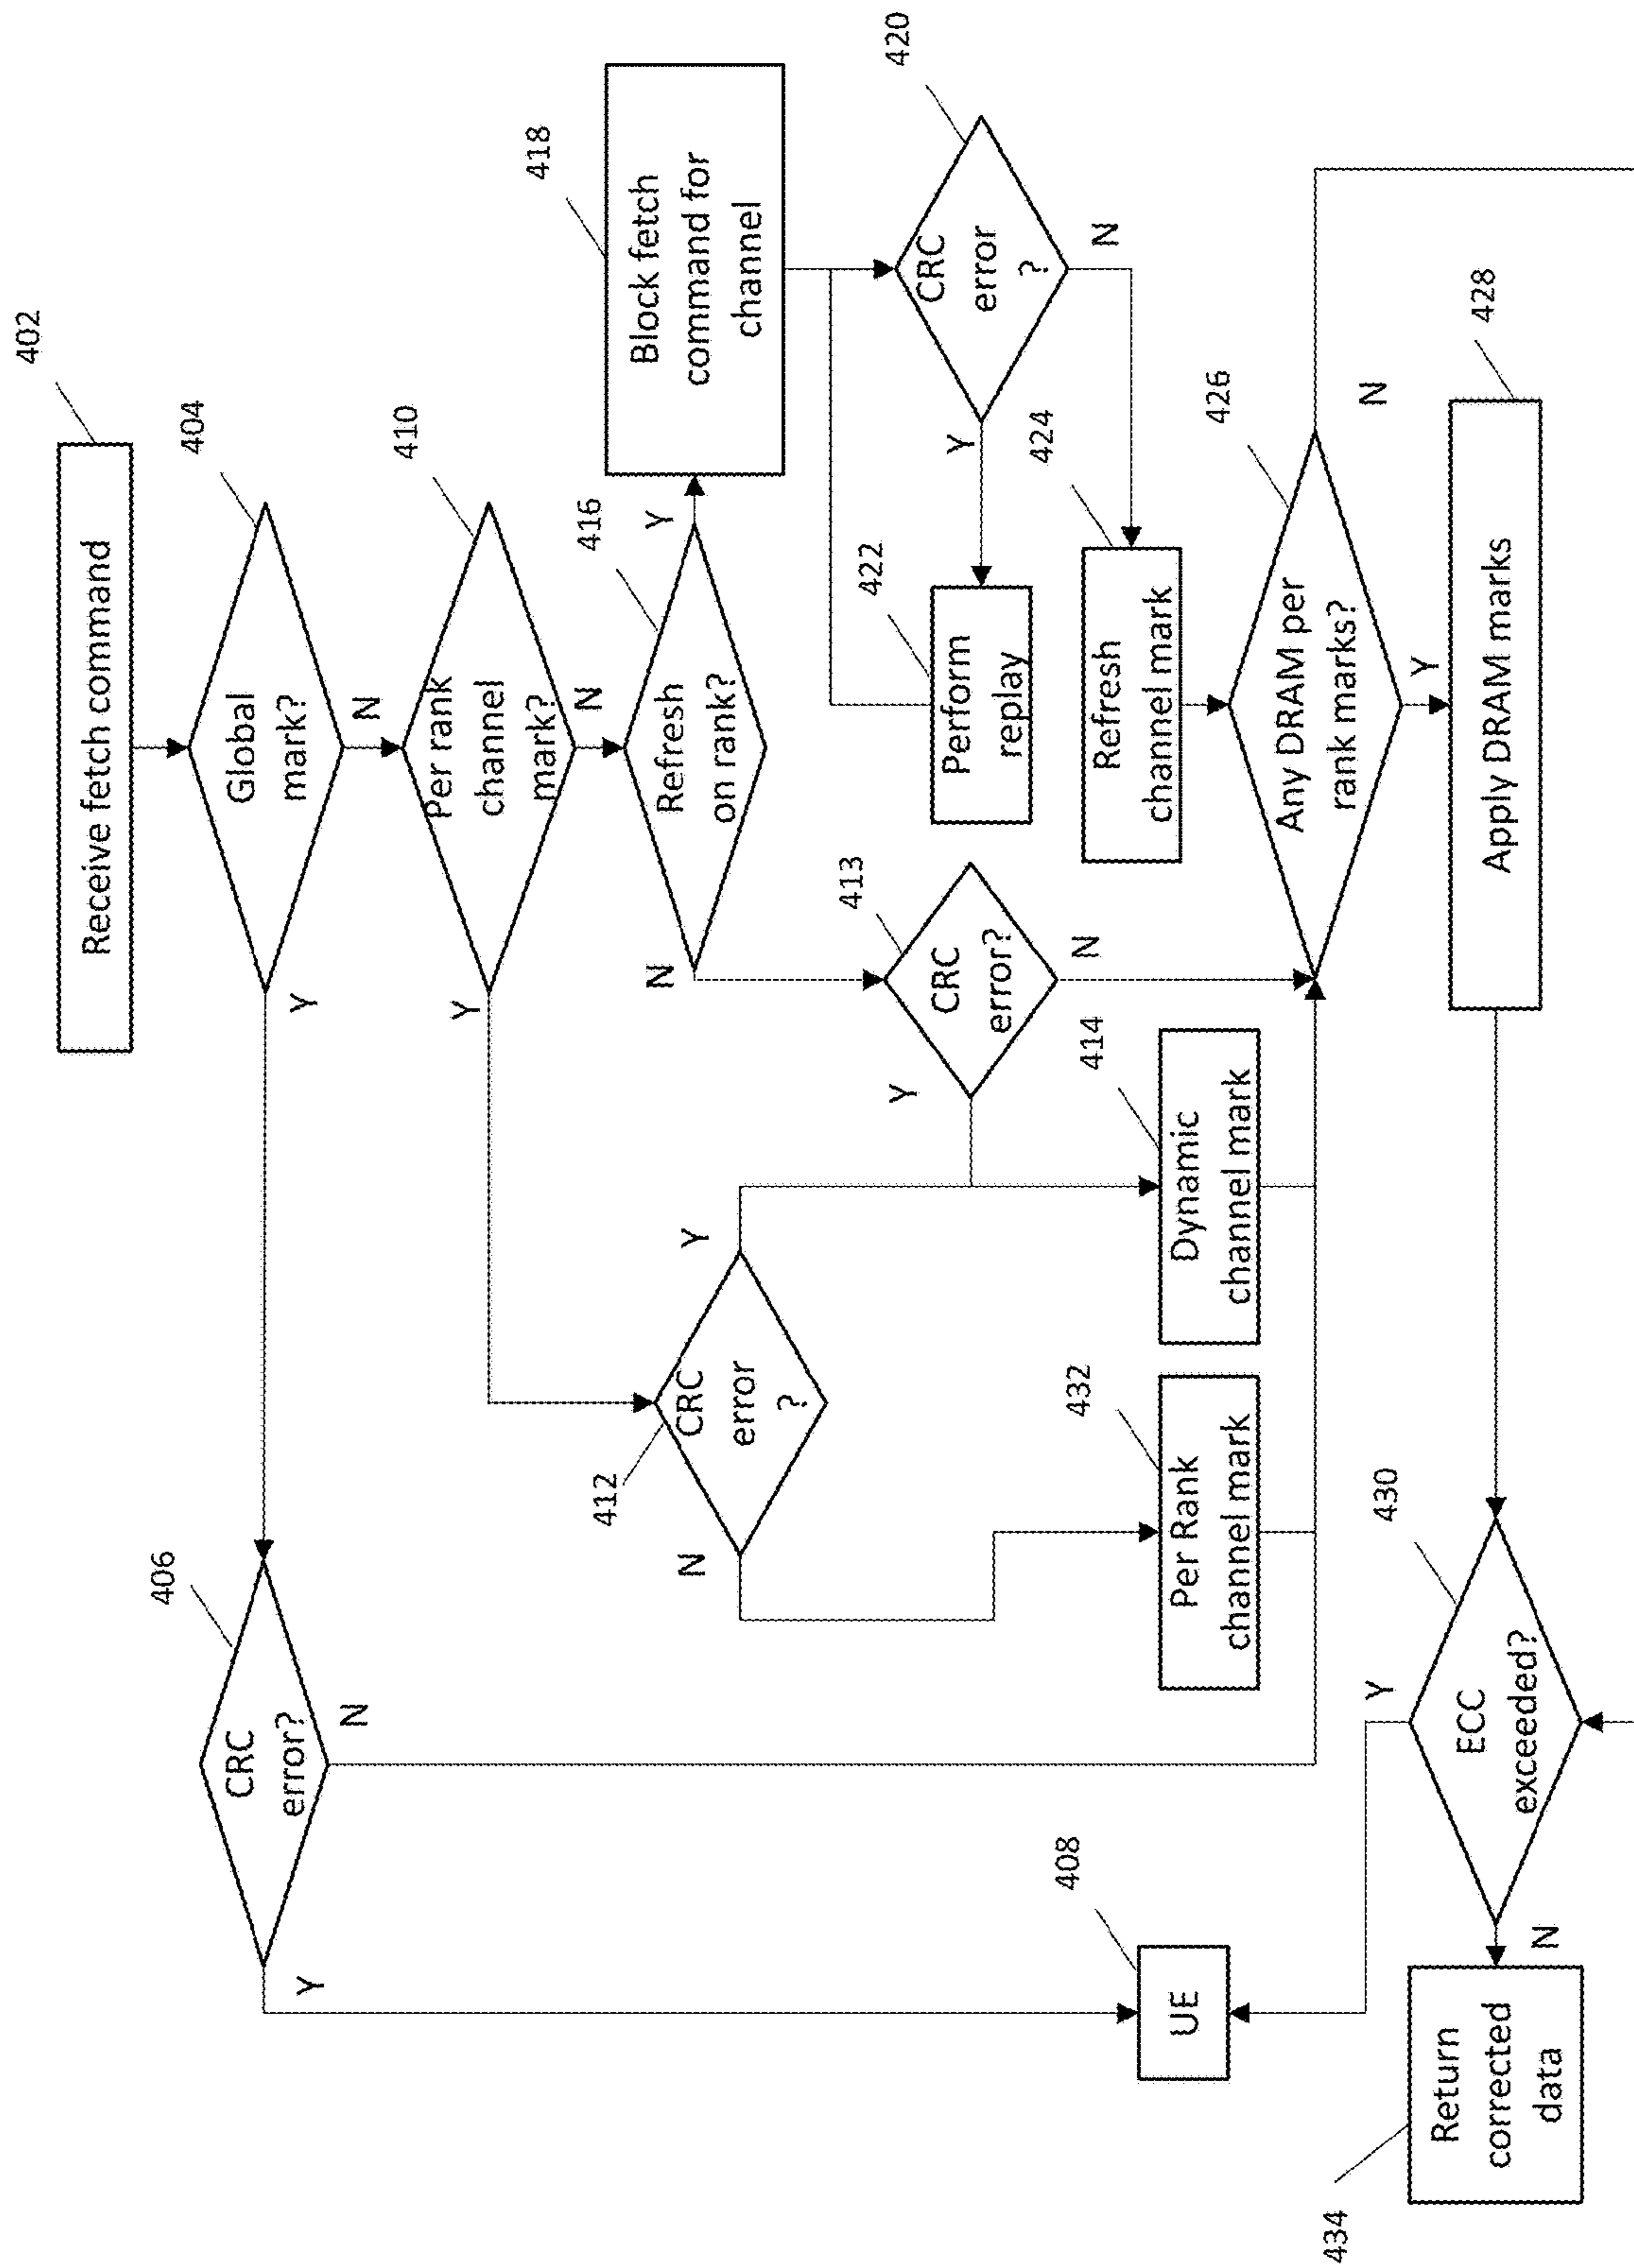 402
Receive fetch command
404
Global
mark?
Y
N
406
CRC
error?
Y
N
410
Per rank
channel
mark?
Y
N
416
Refresh
on rank?
Y
N
418
Block fetch
command for
channel
412
CRC
error
?
Y
N
413
CRC
error?
Y
N
420
CRC
error
?
Y
N
422
Perform
replay
424
Refresh
channel mark
414
Dynamic
channel mark
432
Per Rank
channel mark
408
UE
426
Any DRAM per
rank marks?
N
Y
428
Apply DRAM marks
430
ECC
exceeded?
Y
N
434
Return
corrected
data